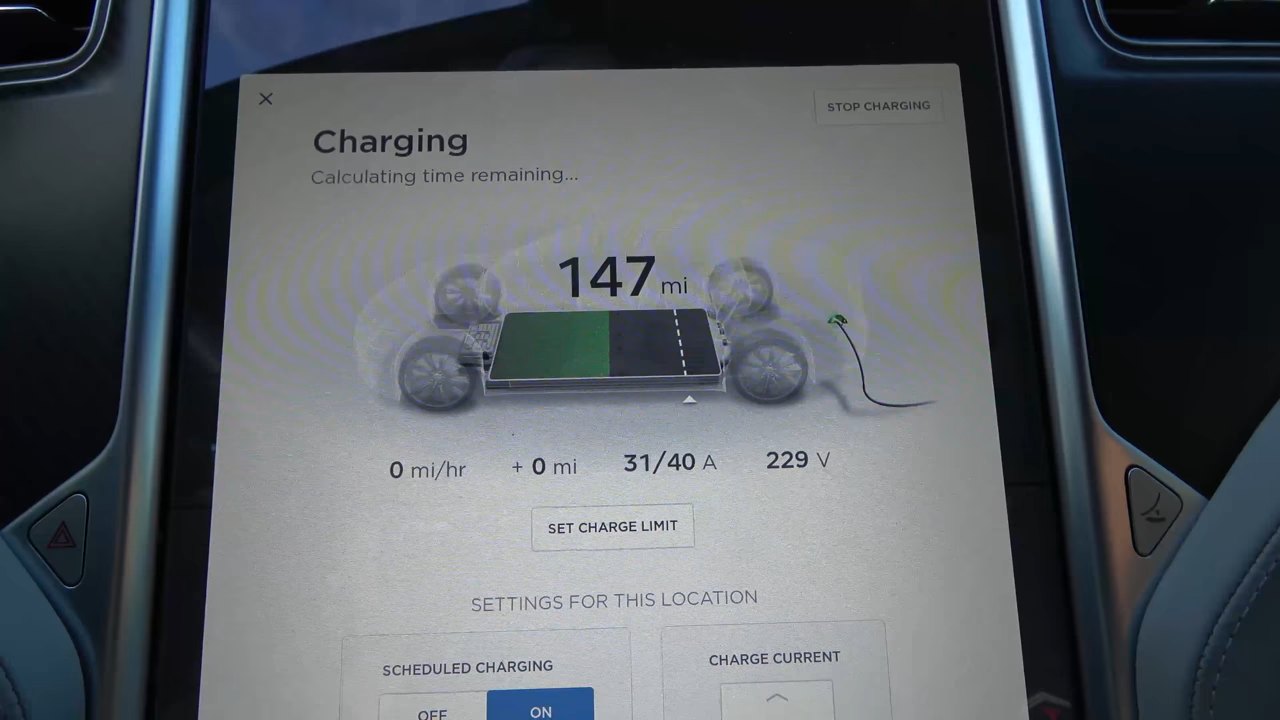 STOP CHARGING
Charging
Calculating time remaining...
147 mi
0 mi/hr + 0 mi 31/40 A 229 V
SET CHARGE LIMIT
SETTINGS FOR THIS LOCATION
SCHEDULED CHARGING
CHARGE CURRENT
OFF ON